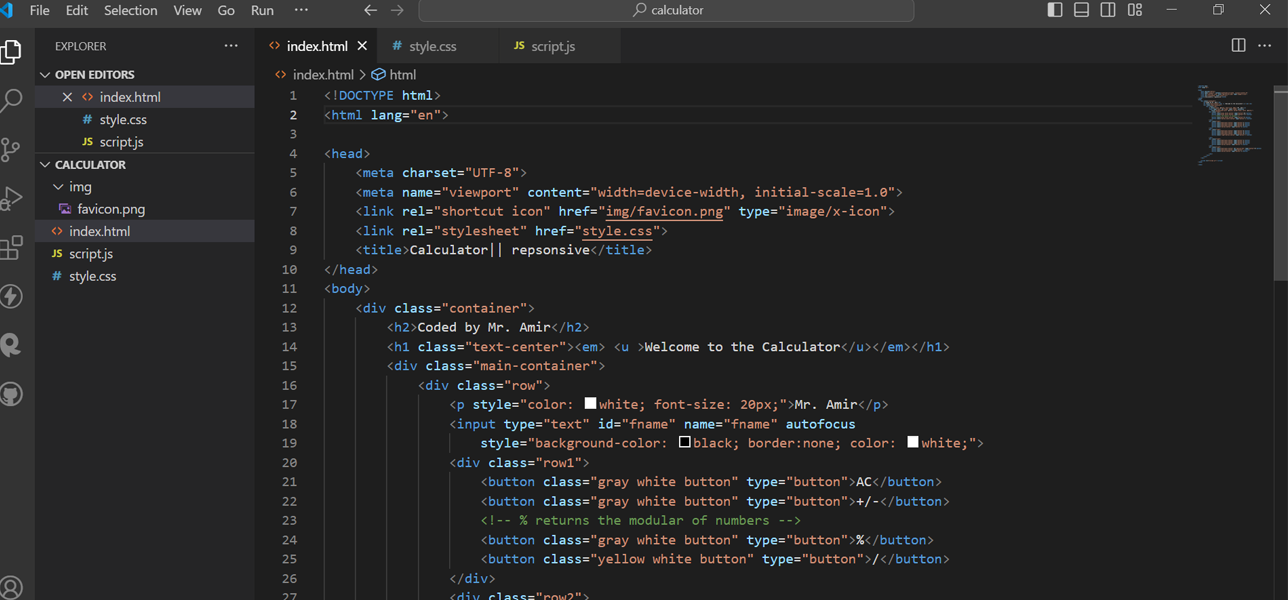 File Edit Selection View Go Run ··· calculator
EXPLORER ···
OPEN EDITORS
index.html
# style.css
JS script.js
CALCULATOR
img
favicon.png
index.html
JS script.js
# style.css
index.html # style.css JS script.js
index.html > html
1 <!DOCTYPE html>
2 <html lang="en">
3
4 <head>
5 <meta charset="UTF-8">
6 <meta name="viewport" content="width=device-width, initial-scale=1.0">
7 <link rel="shortcut icon" href="img/favicon.png" type="image/x-icon">
8 <link rel="stylesheet" href="style.css">
9 <title>Calculator|| repsonsive</title>
10 </head>
11 <body>
12 <div class="container">
13 <h2>Coded by Mr. Amir</h2>
14 <h1 class="text-center"><em> <u >Welcome to the Calculator</u></em></h1>
15 <div class="main-container">
16 <div class="row">
17 <p style="color: white; font-size: 20px;">Mr. Amir</p>
18 <input type="text" id="fname" name="fname" autofocus
19 style="background-color: black; border:none; color: white;">
20 <div class="row1">
21 <button class="gray white button" type="button">AC</button>
22 <button class="gray white button" type="button">+/-</button>
23 <!-- % returns the modular of numbers -->
24 <button class="gray white button" type="button">%</button>
25 <button class="yellow white button" type="button">/</button>
26 </div>
27 <div class="row2">